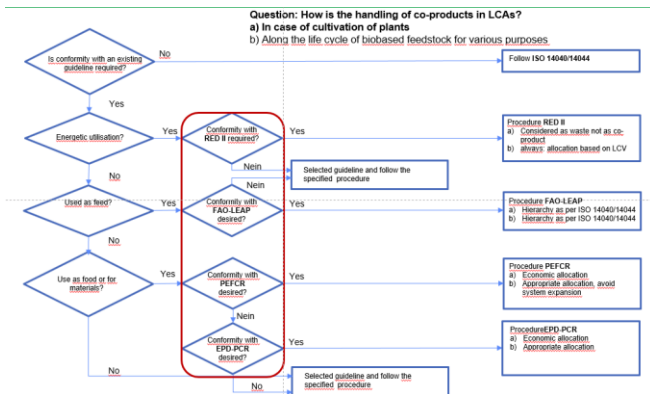 Question: How is the handling of co-products in LCAs?
a) In case of cultivation of plants
b) Along the life cycle of biobased feedstock for various purposes
Is conformity with an existing
guideline required?
No
Follow ISO 14040/14044
Yes
Energetic utilisation?
Yes
Conformity with
RED II required?
Yes
Procedure RED II
a) Considered as waste not as co-
product
b) always: allocation based on LCV
Nein
Selected guideline and follow the
specified procedure
No
Nein
Used as feed?
Yes
Conformity with
FAO-LEAP
desired?
Yes
Procedure FAO-LEAP
a) Hierarchy as per ISO 14040/14044
b) Hierarchy as per ISO 14040/14044
No
Use as food or for
materials?
Yes
Conformity with
PEFCR
desired?
Yes
Procedure PEFCR
a) Economic allocation
b) Appropriate allocation, avoid
system expansion
Nein
Conformity with
EPD-PCR
desired?
Yes
ProcedureEPD-PCR
a) Economic allocation
b) Appropriate allocation
No
No
Selected guideline and follow the
specified procedure